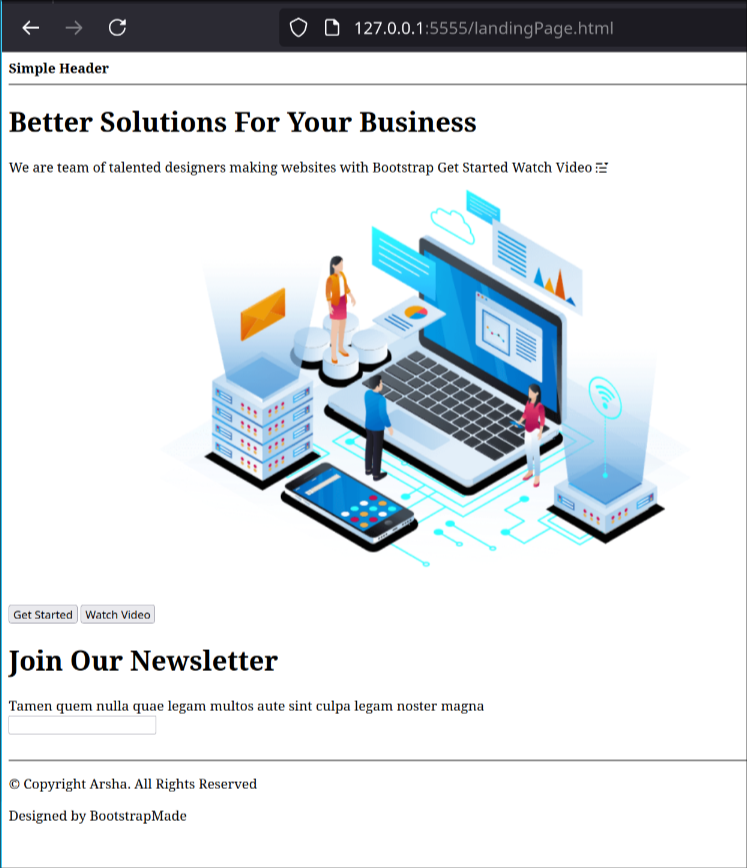 127.0.0.1:5555/landingPage.html
Simple Header
Better Solutions For Your Business
We are team of talented designers making websites with Bootstrap Get Started Watch Video
Get Started Watch Video
Join Our Newsletter
Tamen quem nulla quae legam multos aute sint culpa legam noster magna
© Copyright Arsha. All Rights Reserved
Designed by BootstrapMade